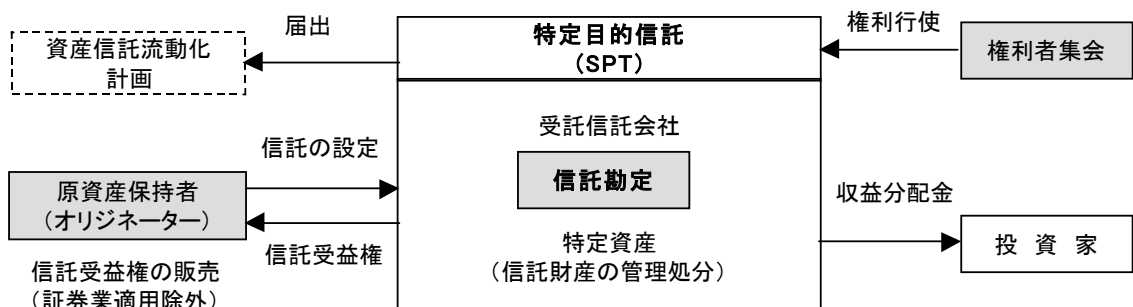 届出
特定目的信託
（SPT）
権利行使
資産信託流動化
計画
権利者集会
受託信託会社
信託の設定
信託勘定
原資産保持者
（オリジネーター）
収益分配金
信託受益権
特定資産
（信託財産の管理処分）
投 資 家
信託受益権の販売
（証券業適用除外）